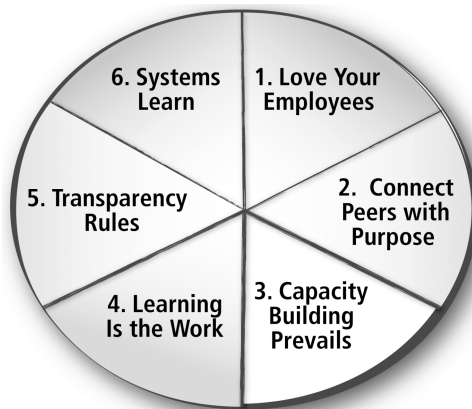 1. Love Your
Employees
2. Connect
Peers with
Purpose
3. Capacity
Building
Prevails
4. Learning
Is the Work
5. Transparency
Rules
6. Systems
Learn